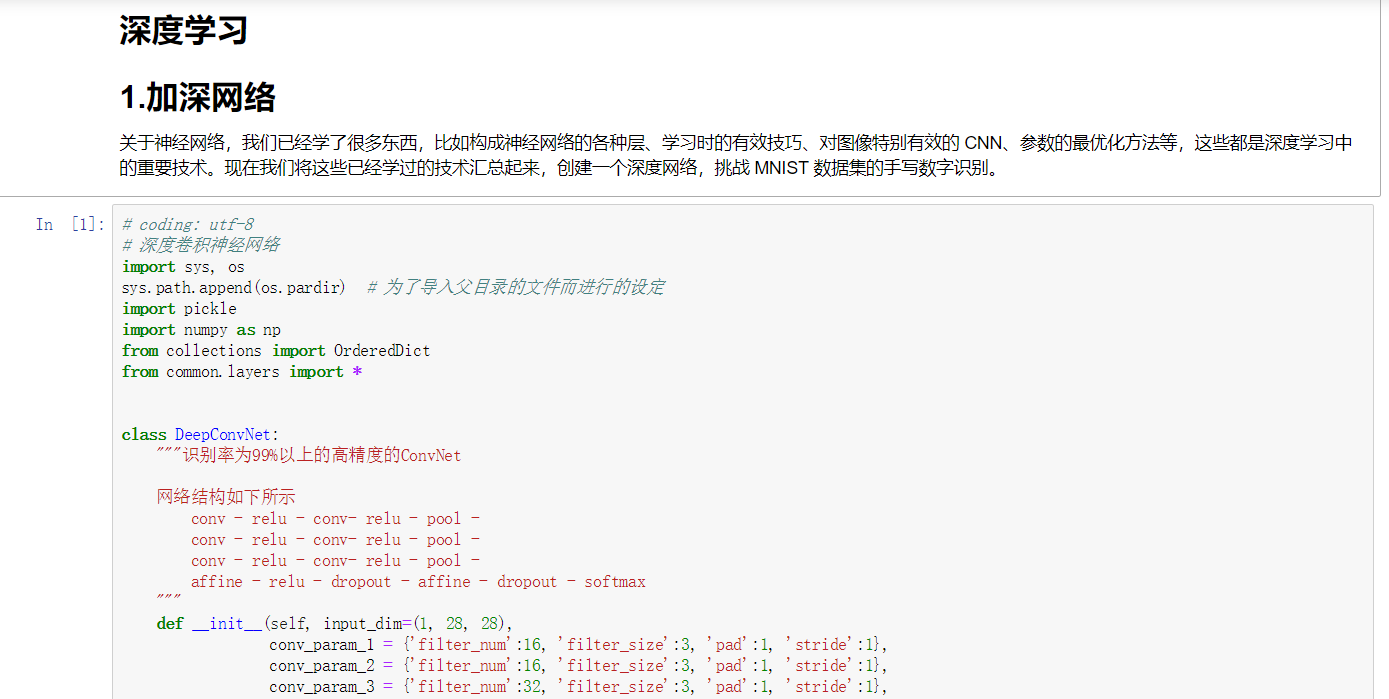 深度学习
1.加深网络
关于神经网络，我们已经学了很多东西，比如构成神经网络的各种层、学习时的有效技巧、对图像特别有效的 CNN、参数的最优化方法等，这些都是深度学习中
的重要技术。现在我们将这些已经学过的技术汇总起来，创建一个深度网络，挑战 MNIST 数据集的手写数字识别。
In [1]:
# coding: utf-8
# 深度卷积神经网络
import sys, os
sys.path.append(os.pardir)  # 为了导入父目录的文件而进行的设定
import pickle
import numpy as np
from collections import OrderedDict
from common.layers import *
class DeepConvNet:
    """识别率为99%以上的高精度的ConvNet
    网络结构如下所示
        conv - relu - conv- relu - pool -
        conv - relu - conv- relu - pool -
        conv - relu - conv- relu - pool -
        affine - relu - dropout - affine - dropout - softmax
    """
    def __init__(self, input_dim=(1, 28, 28),
                 conv_param_1 = {'filter_num':16, 'filter_size':3, 'pad':1, 'stride':1},
                 conv_param_2 = {'filter_num':16, 'filter_size':3, 'pad':1, 'stride':1},
                 conv_param_3 = {'filter_num':32, 'filter_size':3, 'pad':1, 'stride':1},